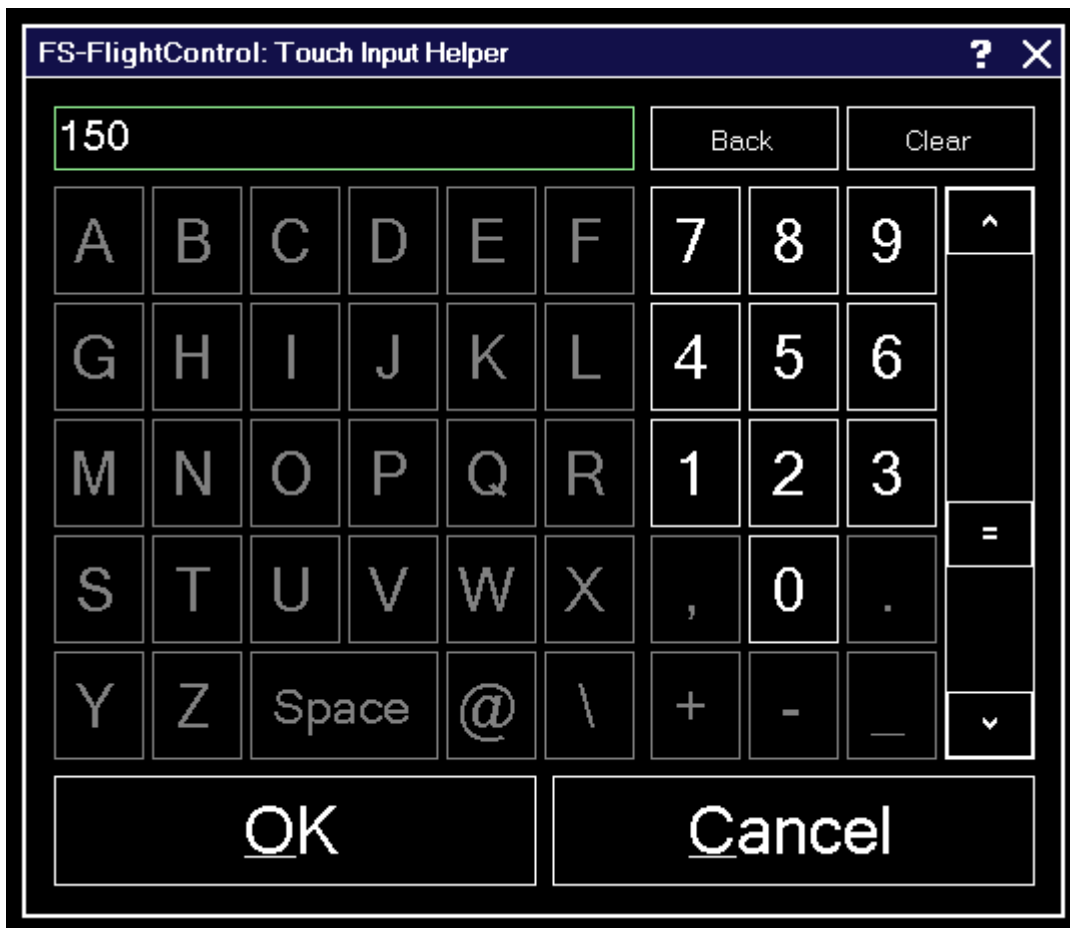 FS-FlightControl: Touch Input Helper ? X
150 Back Clear
A B C D E F 7 8 9 ^
G H I J K L 4 5 6
M N O P Q R 1 2 3
=
S T U V W X , 0 .
Y Z Space @ \ + - _ ˅
OK Cancel